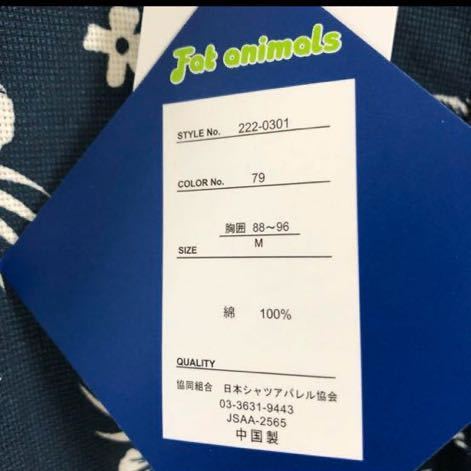 Fat animals
STYLE No. 222-0301
COLOR No. 79
胸囲 88〜96
SIZE M
綿 100%
QUALITY
協同組合 日本シャツアパレル協会
03-3631-9443
JSAA-2565
中国製